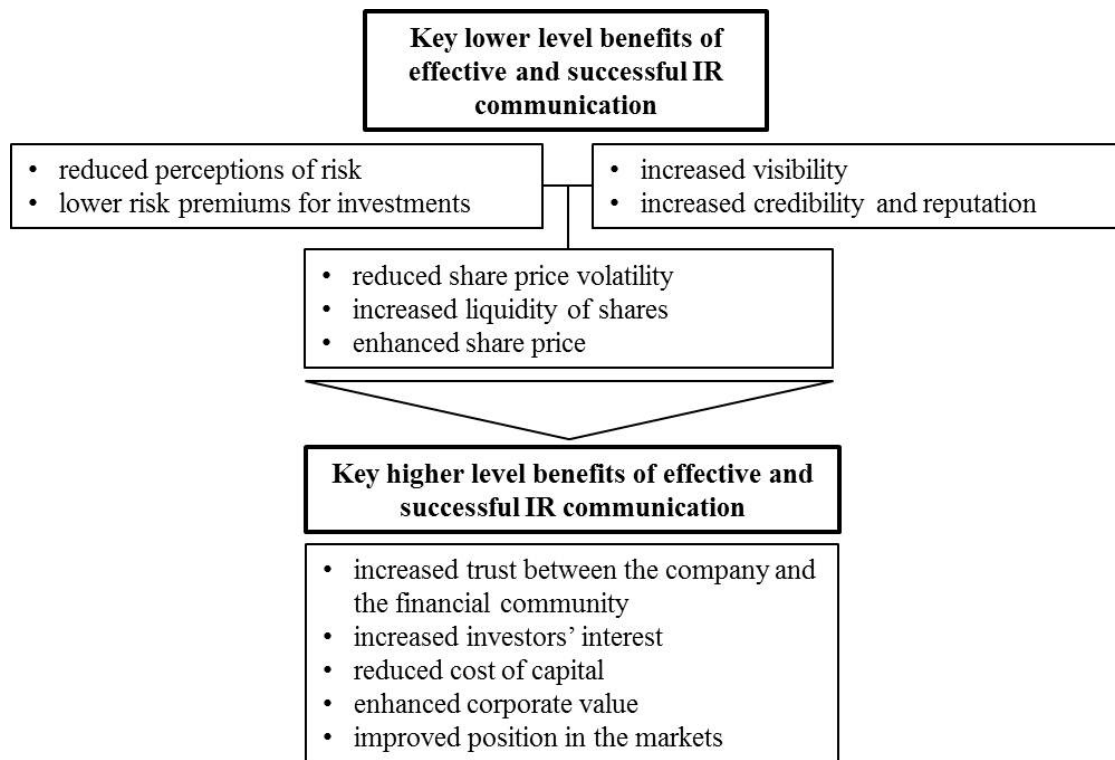 Key lower level benefits of
effective and successful IR
communication
• reduced perceptions of risk
• lower risk premiums for investments
• increased visibility
• increased credibility and reputation
• reduced share price volatility
• increased liquidity of shares
• enhanced share price
Key higher level benefits of effective and
successful IR communication
• increased trust between the company and
the financial community
• increased investors’ interest
• reduced cost of capital
• enhanced corporate value
• improved position in the markets